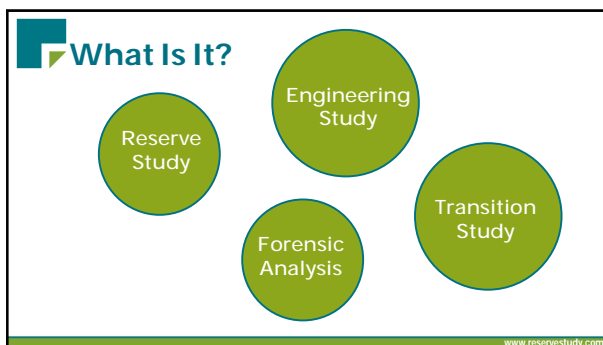 What Is It?
Engineering
Study
Reserve
Study
Transition
Study
Forensic
Analysis
www.reservestudy.com